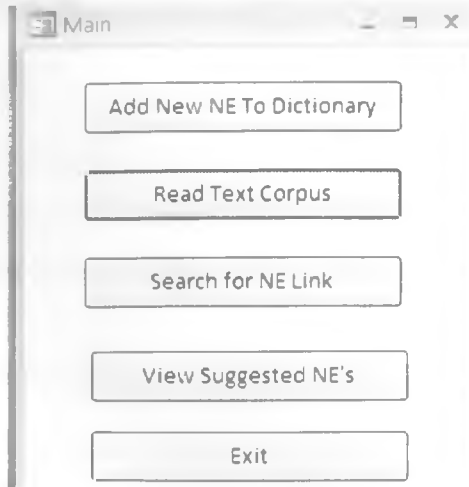 Main
Add New NE To Dictionary
Read Text Corpus
Search for NE Link
View Suggested NE's
Exit